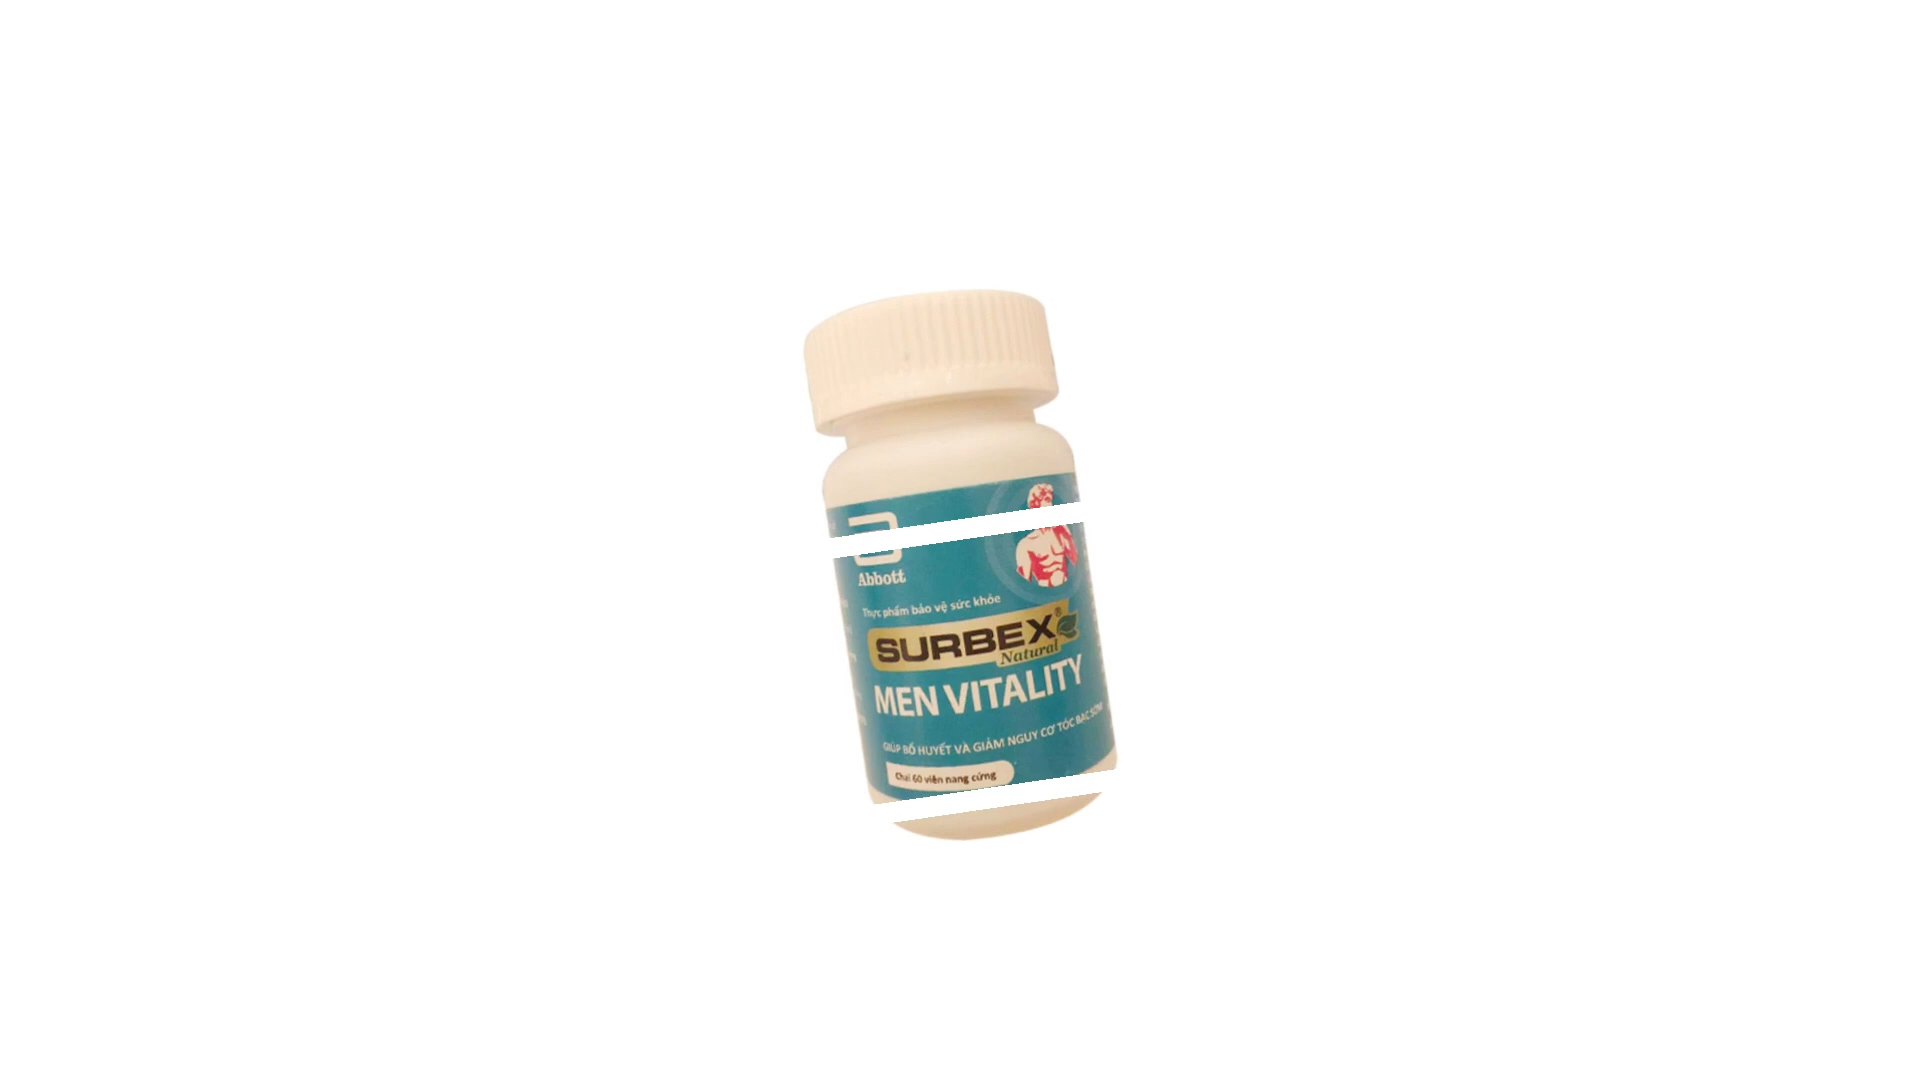 Abbott
Thực phẩm bảo vệ sức khỏe
SURBEX®
Natural
MEN VITALITY
GIÚP BỔ HUYẾT VÀ GIẢM NGUY CƠ TÓC BẠC SỚM
Chai 60 viên nang cứng